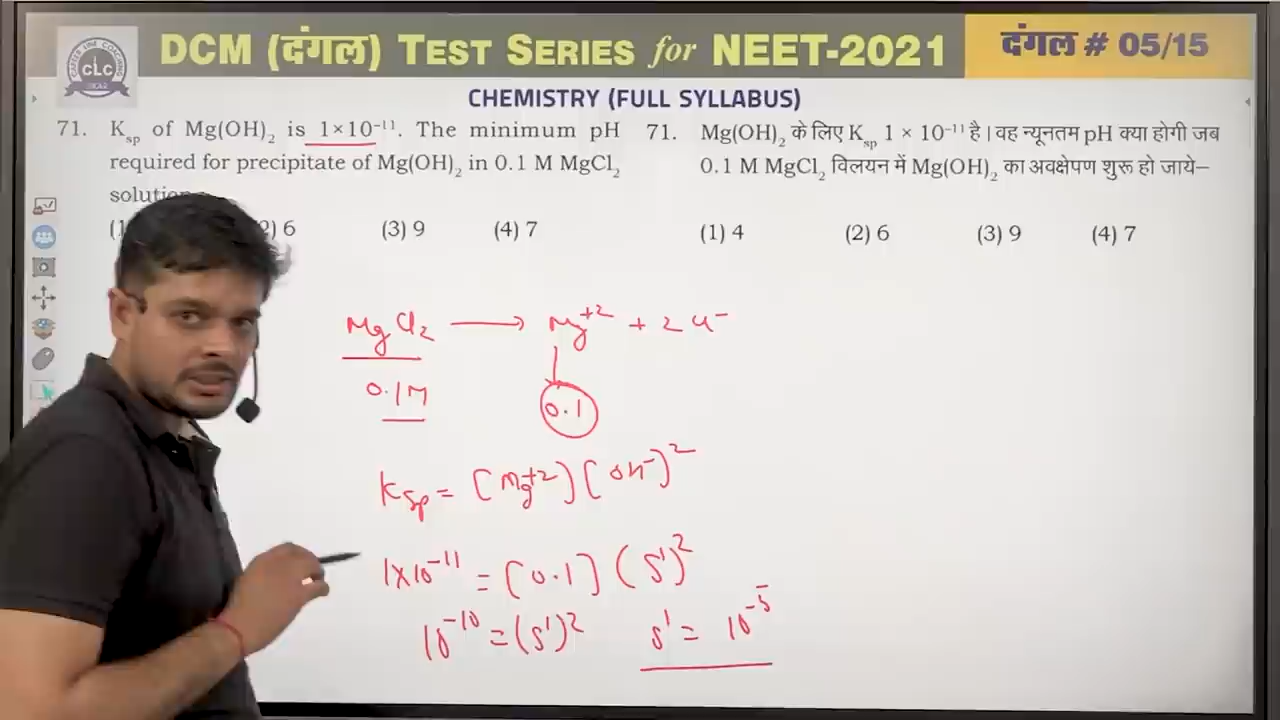 DCM (दंगल) TEST SERIES for NEET-2021
दंगल # 05/15
CLC
CHEMISTRY (FULL SYLLABUS)
71. Ksp of Mg(OH)2 is 1×10⁻¹¹. The minimum pH
required for precipitate of Mg(OH)2 in 0.1 M MgCl2
(2) 6 (3) 9 (4) 7
71. Mg(OH)2 के लिए Ksp 1 × 10⁻¹¹ है। वह न्यूनतम pH क्या होगी जब
0.1 M MgCl2 विलयन में Mg(OH)2 का अवक्षेपण शुरू हो जाये–
(1) 4 (2) 6 (3) 9 (4) 7
MgCl2 → Mg⁺² + 2Cl⁻
0.1M 0.1
Ksp = [Mg⁺²][OH⁻]²
1×10⁻¹¹ = [0.1] (S')²
10⁻¹⁰ = (S')² S' = 10⁻⁵